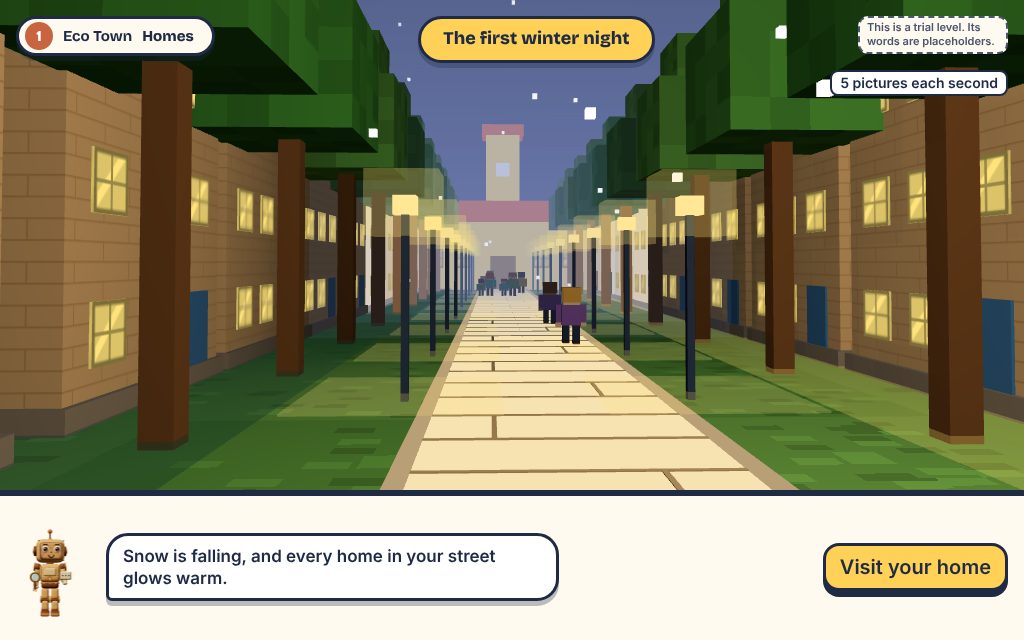 1 Eco Town Homes
The first winter night
This is a trial level. Its
words are placeholders.
5 pictures each second
Snow is falling, and every home in your street
glows warm.
Visit your home